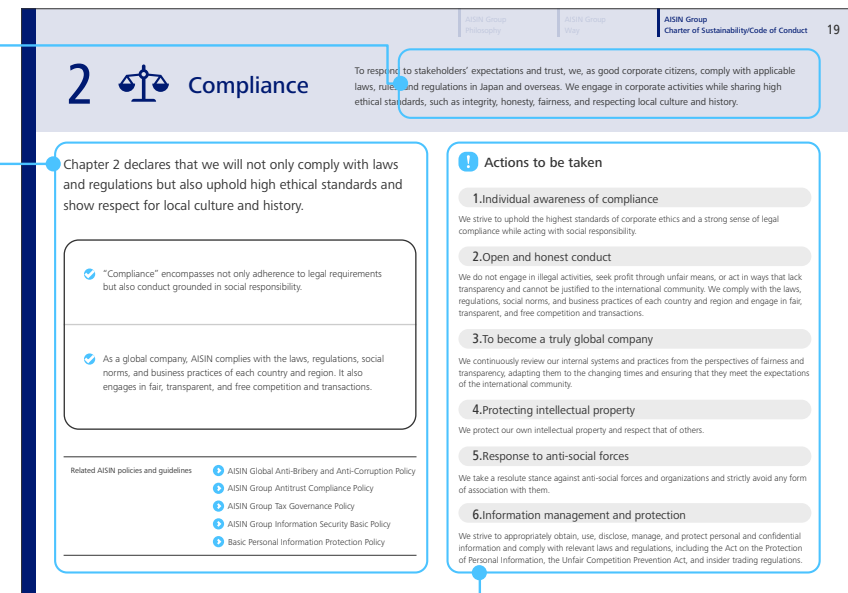 AISIN Group
Philosophy
AISIN Group
Way
AISIN Group
Charter of Sustainability/Code of Conduct
19
2
Compliance
To respond to stakeholders' expectations and trust, we, as good corporate citizens, comply with applicable
laws, rules and regulations in Japan and overseas. We engage in corporate activities while sharing high
ethical standards, such as integrity, honesty, fairness, and respecting local culture and history.
Chapter 2 declares that we will not only comply with laws
and regulations but also uphold high ethical standards and
show respect for local culture and history.
"Compliance" encompasses not only adherence to legal requirements
but also conduct grounded in social responsibility.
As a global company, AISIN complies with the laws, regulations, social
norms, and business practices of each country and region. It also
engages in fair, transparent, and free competition and transactions.
Related AISIN policies and guidelines
AISIN Global Anti-Bribery and Anti-Corruption Policy
AISIN Group Antitrust Compliance Policy
AISIN Group Tax Governance Policy
AISIN Group Information Security Basic Policy
Basic Personal Information Protection Policy
! Actions to be taken
1.Individual awareness of compliance
We strive to uphold the highest standards of corporate ethics and a strong sense of legal
compliance while acting with social responsibility.
2.Open and honest conduct
We do not engage in illegal activities, seek profit through unfair means, or act in ways that lack
transparency and cannot be justified to the international community. We comply with the laws,
regulations, social norms, and business practices of each country and region and engage in fair,
transparent, and free competition and transactions.
3.To become a truly global company
We continuously review our internal systems and practices from the perspectives of fairness and
transparency, adapting them to the changing times and ensuring that they meet the expectations
of the international community.
4.Protecting intellectual property
We protect our own intellectual property and respect that of others.
5.Response to anti-social forces
We take a resolute stance against anti-social forces and organizations and strictly avoid any form
of association with them.
6.Information management and protection
We strive to appropriately obtain, use, disclose, manage, and protect personal and confidential
information and comply with relevant laws and regulations, including the Act on the Protection
of Personal Information, the Unfair Competition Prevention Act, and insider trading regulations.